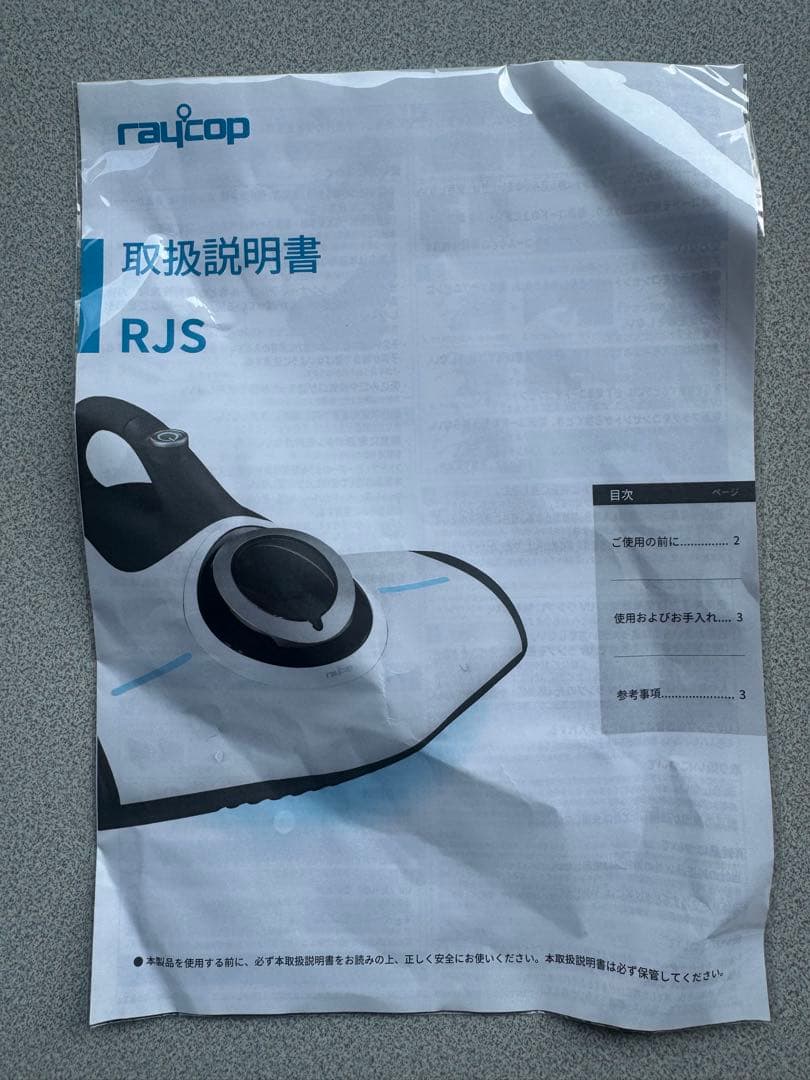 raycop
取扱説明書
RJS
目次 ページ
ご使用の前に.............. 2
使用およびお手入れ.... 3
参考事項...................... 3
raycop
● 本製品を使用する前に、必ず本取扱説明書をお読みの上、正しく安全にお使いください。本取扱説明書は必ず保管してください。